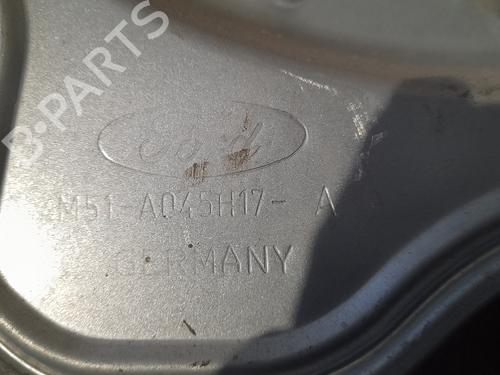 B-PARTS
Ford
M51-A045H17- A
GERMANY